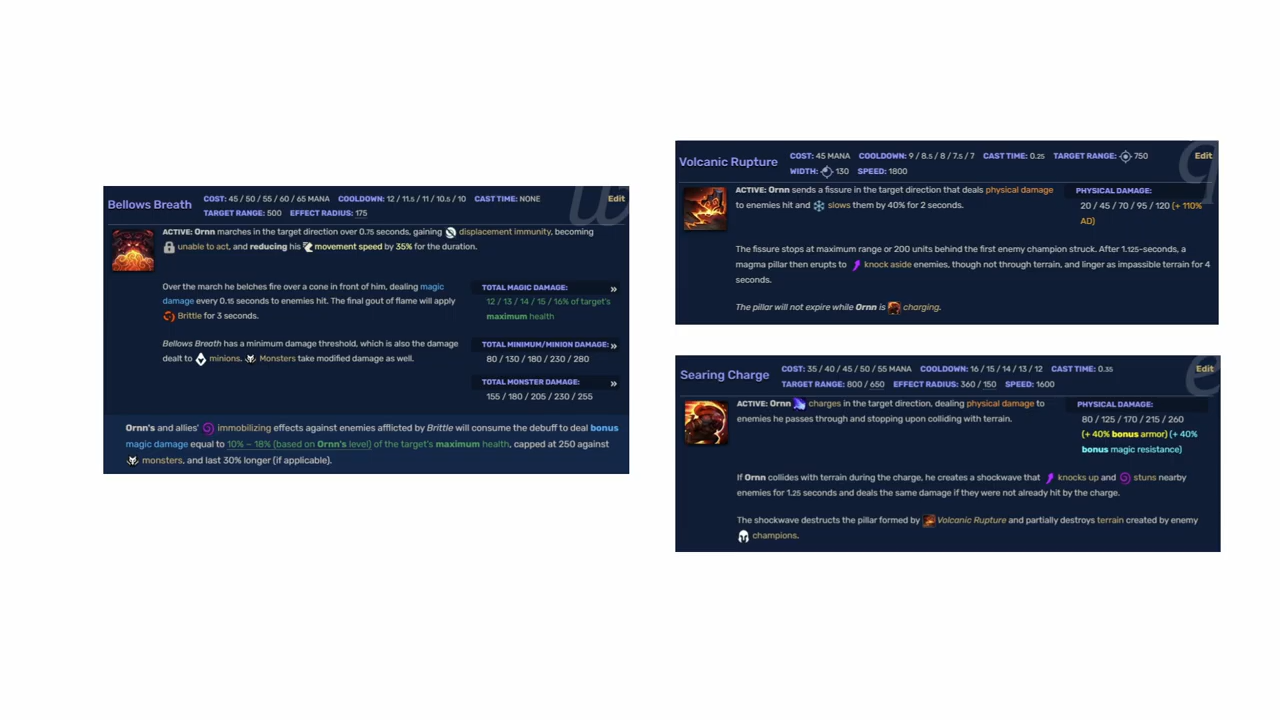 Bellows Breath
COST: 45 / 50 / 55 / 60 / 65 MANA COOLDOWN: 12 / 11.5 / 11 / 10.5 / 10 CAST TIME: NONE
TARGET RANGE: 500 EFFECT RADIUS: 175
Edit
w
ACTIVE: Ornn marches in the target direction over 0.75 seconds, gaining displacement immunity, becoming
unable to act, and reducing his movement speed by 35% for the duration.
Over the march he belches fire over a cone in front of him, dealing magic
damage every 0.15 seconds to enemies hit. The final gout of flame will apply
Brittle for 3 seconds.
Bellows Breath has a minimum damage threshold, which is also the damage
dealt to minions. Monsters take modified damage as well.
TOTAL MAGIC DAMAGE: »
12 / 13 / 14 / 15 / 16% of target's
maximum health
TOTAL MINIMUM/MINION DAMAGE: »
80 / 130 / 180 / 230 / 280
TOTAL MONSTER DAMAGE: »
155 / 180 / 205 / 230 / 255
Ornn's and allies' immobilizing effects against enemies afflicted by Brittle will consume the debuff to deal bonus
magic damage equal to 10% – 18% (based on Ornn's level) of the target's maximum health, capped at 250 against
monsters, and last 30% longer (if applicable).
Volcanic Rupture
COST: 45 MANA COOLDOWN: 9 / 8.5 / 8 / 7.5 / 7 CAST TIME: 0.25 TARGET RANGE: 750
WIDTH: 130 SPEED: 1800
Edit
q
ACTIVE: Ornn sends a fissure in the target direction that deals physical damage
to enemies hit and slows them by 40% for 2 seconds.
PHYSICAL DAMAGE:
20 / 45 / 70 / 95 / 120 (+ 110%
AD)
The fissure stops at maximum range or 200 units behind the first enemy champion struck. After 1.125-seconds, a
magma pillar then erupts to knock aside enemies, though not through terrain, and linger as impassible terrain for 4
seconds.
The pillar will not expire while Ornn is charging.
Searing Charge
COST: 35 / 40 / 45 / 50 / 55 MANA COOLDOWN: 16 / 15 / 14 / 13 / 12 CAST TIME: 0.35
TARGET RANGE: 800 / 650 EFFECT RADIUS: 360 / 150 SPEED: 1600
Edit
e
ACTIVE: Ornn charges in the target direction, dealing physical damage to
enemies he passes through and stopping upon colliding with terrain.
PHYSICAL DAMAGE:
80 / 125 / 170 / 215 / 260
(+ 40% bonus armor) (+ 40%
bonus magic resistance)
If Ornn collides with terrain during the charge, he creates a shockwave that knocks up and stuns nearby
enemies for 1.25 seconds and deals the same damage if they were not already hit by the charge.
The shockwave destructs the pillar formed by Volcanic Rupture and partially destroys terrain created by enemy
champions.